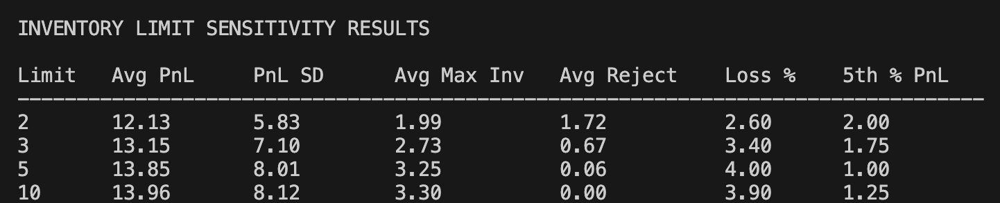 INVENTORY LIMIT SENSITIVITY RESULTS
Limit   Avg PnL     PnL SD      Avg Max Inv   Avg Reject    Loss %    5th % PnL
----------------------------------------------------------------------------------
2       12.13       5.83        1.99          1.72          2.60      2.00
3       13.15       7.10        2.73          0.67          3.40      1.75
5       13.85       8.01        3.25          0.06          4.00      1.00
10      13.96       8.12        3.30          0.00          3.90      1.25